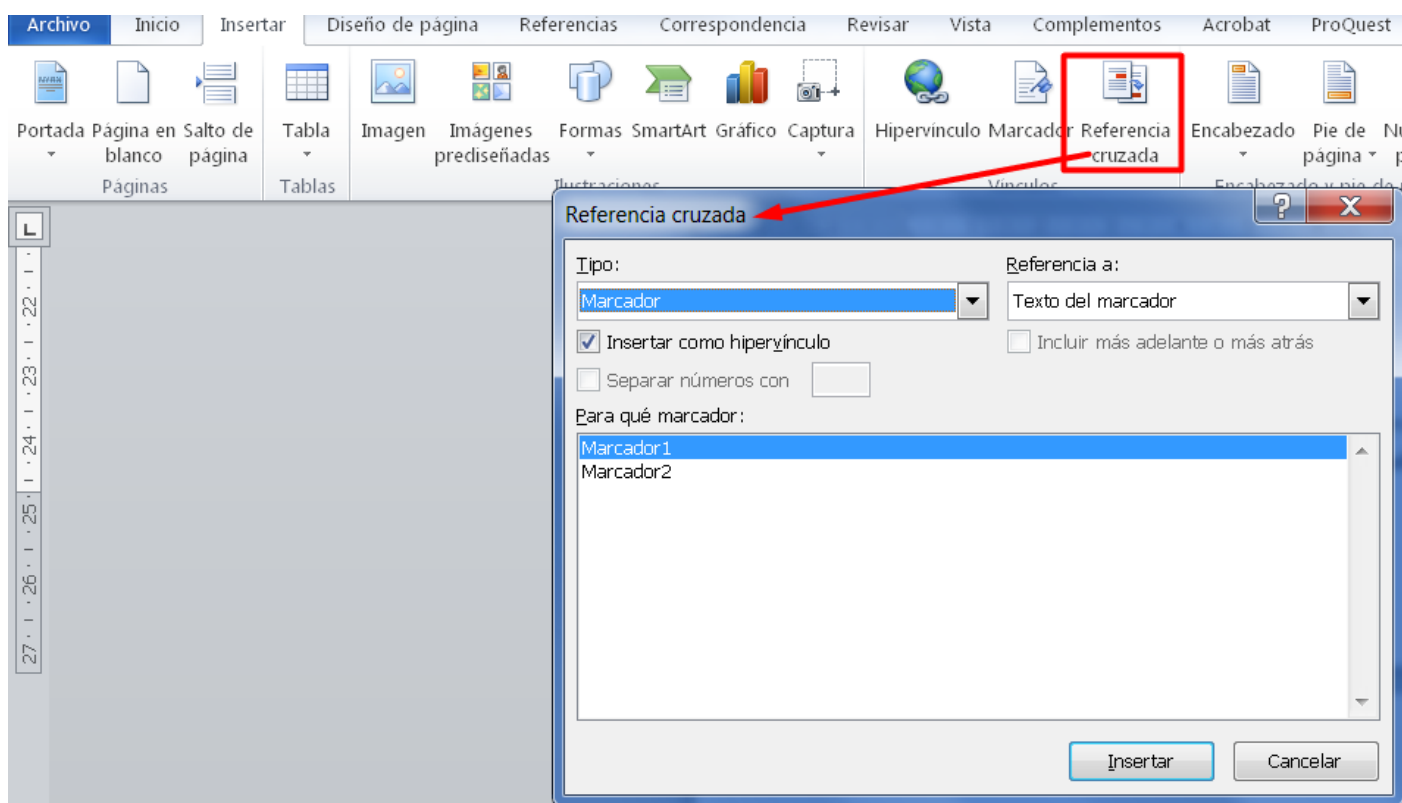 Archivo Inicio Insertar Diseño de página Referencias Correspondencia Revisar Vista Complementos Acrobat ProQuest
Portada Página en Salto de Tabla Imagen Imágenes Formas SmartArt Gráfico Captura Hipervínculo Marcador Referencia Encabezado Pie de
blanco página prediseñadas cruzada página
Páginas Tablas Ilustraciones Vínculos
Referencia cruzada
Tipo: Referencia a:
Marcador Texto del marcador
Insertar como hipervínculo Incluir más adelante o más atrás
Separar números con
Para qué marcador:
Marcador1
Marcador2
Insertar Cancelar
L
22
23
24
25
26
27